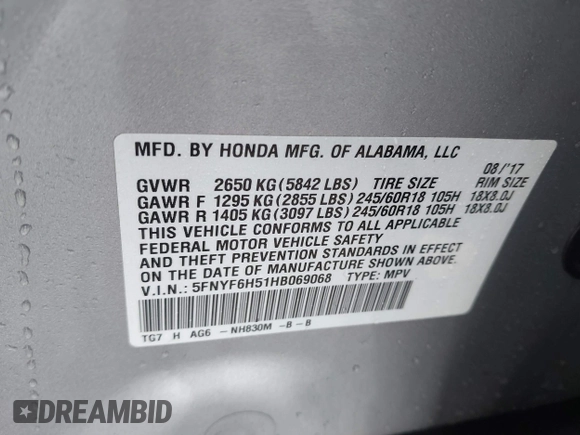 MFD. BY HONDA MFG. OF ALABAMA, LLC
08/'17
GVWR 2650 KG (5842 LBS) TIRE SIZE RIM SIZE
GAWR F 1295 KG (2855 LBS) 245/60R18 105H 18X8.0J
GAWR R 1405 KG (3097 LBS) 245/60R18 105H 18X8.0J
THIS VEHICLE CONFORMS TO ALL APPLICABLE
FEDERAL MOTOR VEHICLE SAFETY
AND THEFT PREVENTION STANDARDS IN EFFECT
ON THE DATE OF MANUFACTURE SHOWN ABOVE.
V.I.N.: 5FNYF6H51HB069068 TYPE: MPV
TG7 H AG6 - NH830M -B - B
DREAMBID